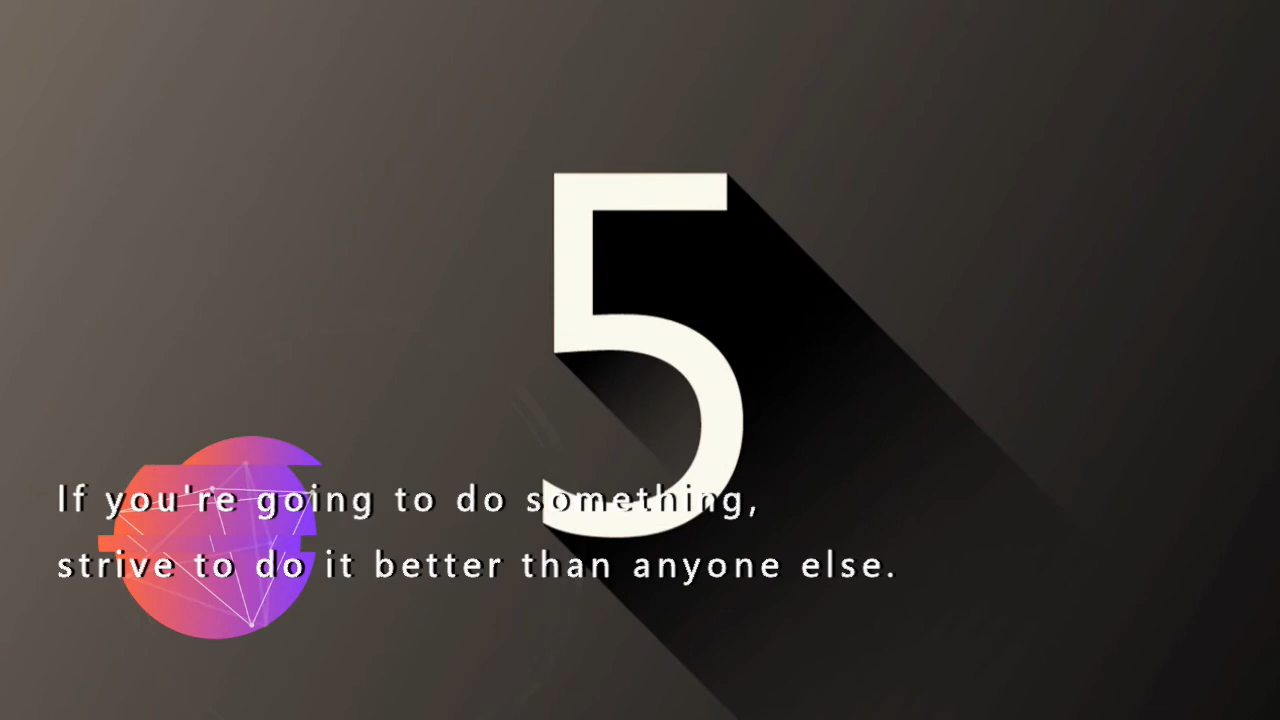 5
If you're going to do something,
strive to do it better than anyone else.